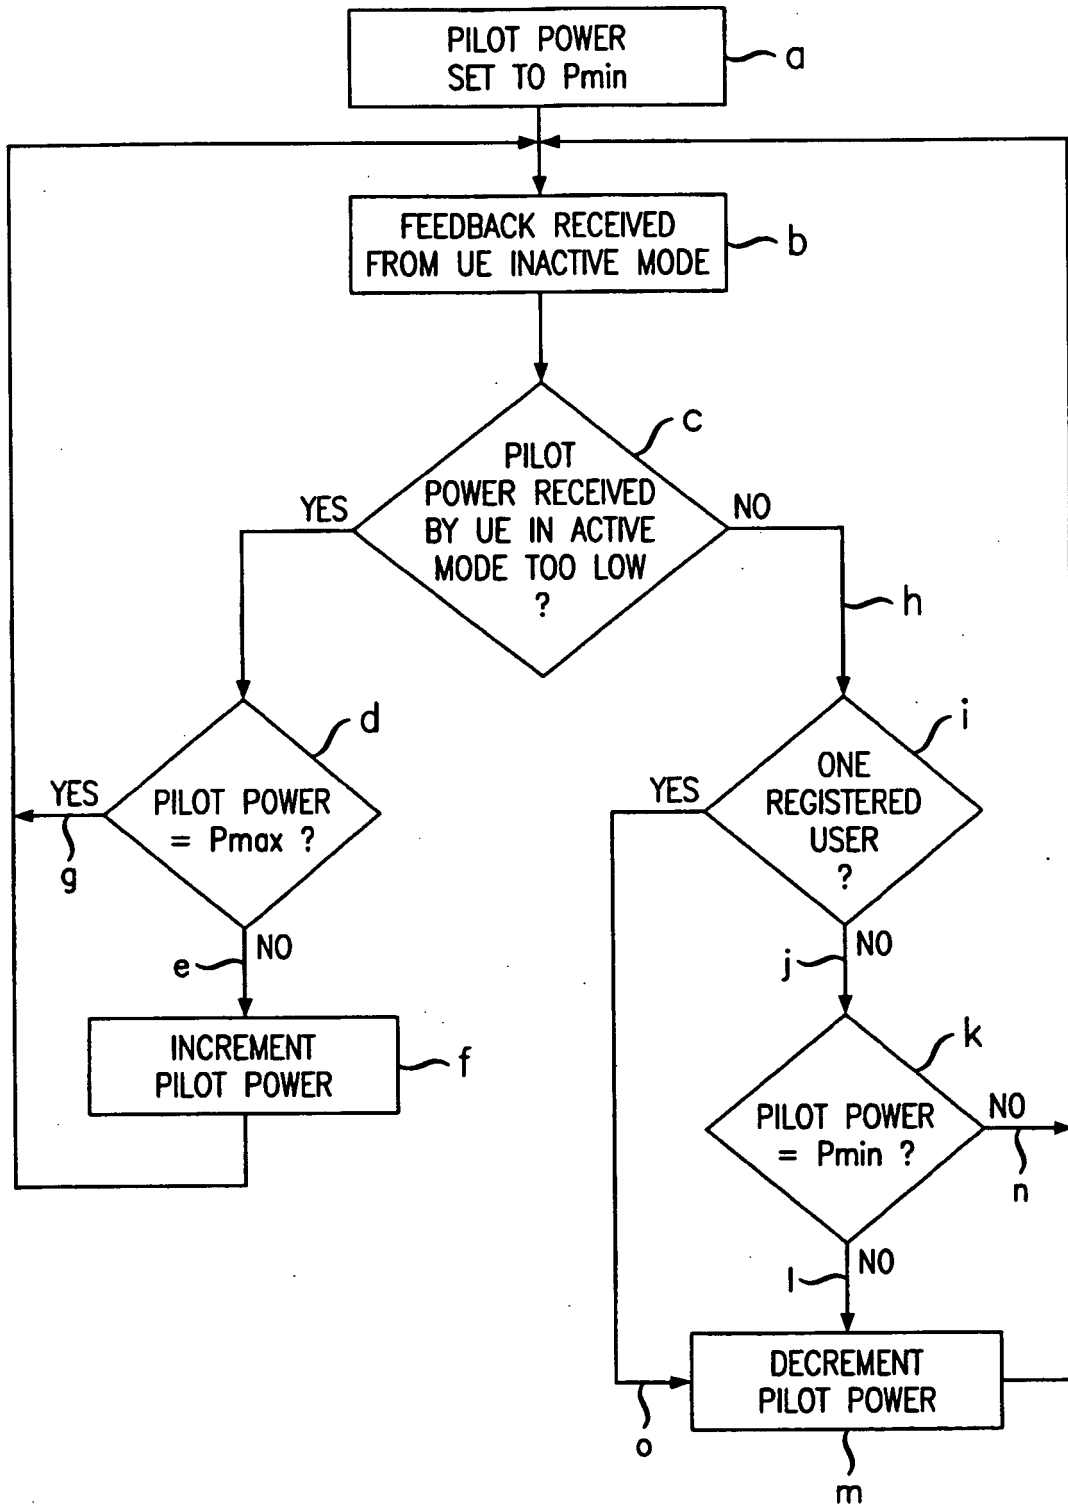 PILOT POWER
SET TO Pmin
a
FEEDBACK RECEIVED
FROM UE INACTIVE MODE
b
c
PILOT
POWER RECEIVED
BY UE IN ACTIVE
MODE TOO LOW
?
YES
NO
h
d
i
PILOT POWER
= Pmax ?
YES
g
ONE
REGISTERED
USER
?
YES
e
NO
j
NO
INCREMENT
PILOT POWER
f
k
PILOT POWER
= Pmin ?
NO
n
l
NO
DECREMENT
PILOT POWER
o
m